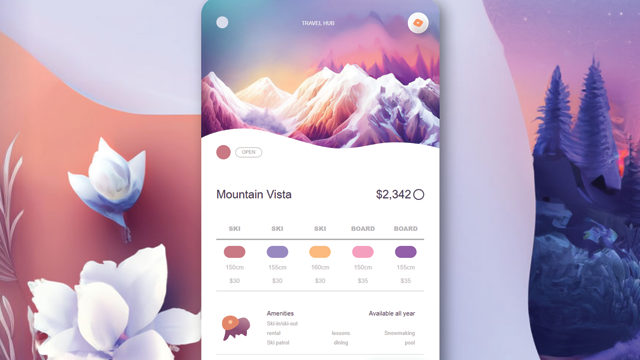 TRAVEL HUB
OPEN
Mountain Vista $2,342
SKI SKI SKI BOARD BOARD
150cm 155cm 160cm 150cm 155cm
$30 $30 $30 $35 $35
Amenities Available all year
Ski-in/ski-out
rental lessons Snowmaking
Ski patrol dining pool